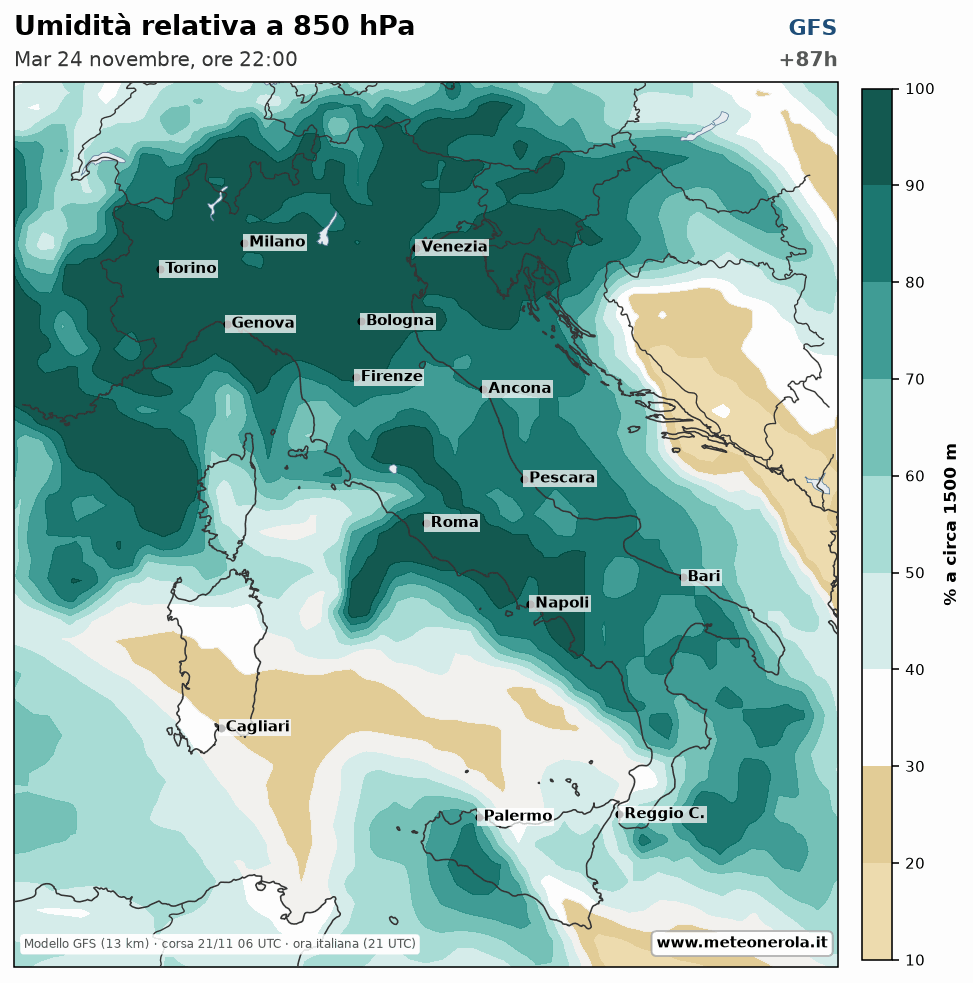 Umidità relativa a 850 hPa
GFS
Mar 24 novembre, ore 22:00
+87h
100
90
80
70
60
50
40
30
20
10
% a circa 1500 m
Milano
Venezia
Torino
Genova
Bologna
Firenze
Ancona
Pescara
Roma
Bari
Napoli
Cagliari
Palermo
Reggio C.
Modello GFS (13 km) · corsa 21/11 06 UTC · ora italiana (21 UTC)
www.meteonerola.it